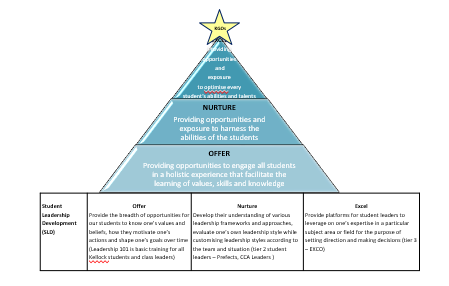 KGDs
Providing
opportunities
and
exposure
to optimise every
student's abilities and talents
NURTURE
Providing opportunities and
exposure to harness the
abilities of the students
OFFER
Providing opportunities to engage all students
in a holistic experience that facilitate the
learning of values, skills and knowledge
Student
Leadership
Development
(SLD)
Offer
Provide the breadth of opportunities for
our students to know one's values and
beliefs, how they motivate one's
actions and shape one's goals over time
(Leadership 101 is basic training for all
Kellock students and class leaders)
Nurture
Develop their understanding of various
leadership frameworks and approaches,
evaluate one's own leadership style while
customising leadership styles according to
the team and situation (tier 2 student
leaders – Prefects, CCA Leaders )
Excel
Provide platforms for student leaders to
leverage on one's expertise in a particular
subject area or field for the purpose of
setting direction and making decisions (tier 3
– EXCO)